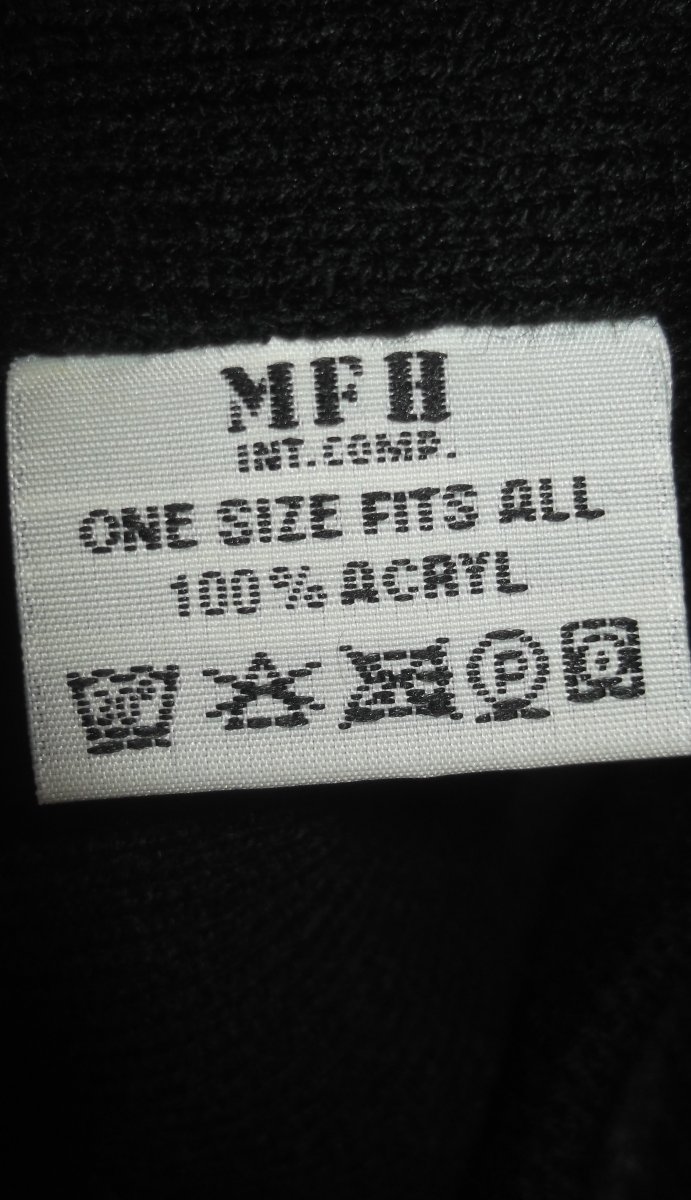 MFH
INT.COMP.
ONE SIZE FITS ALL
100% ACRYL
P